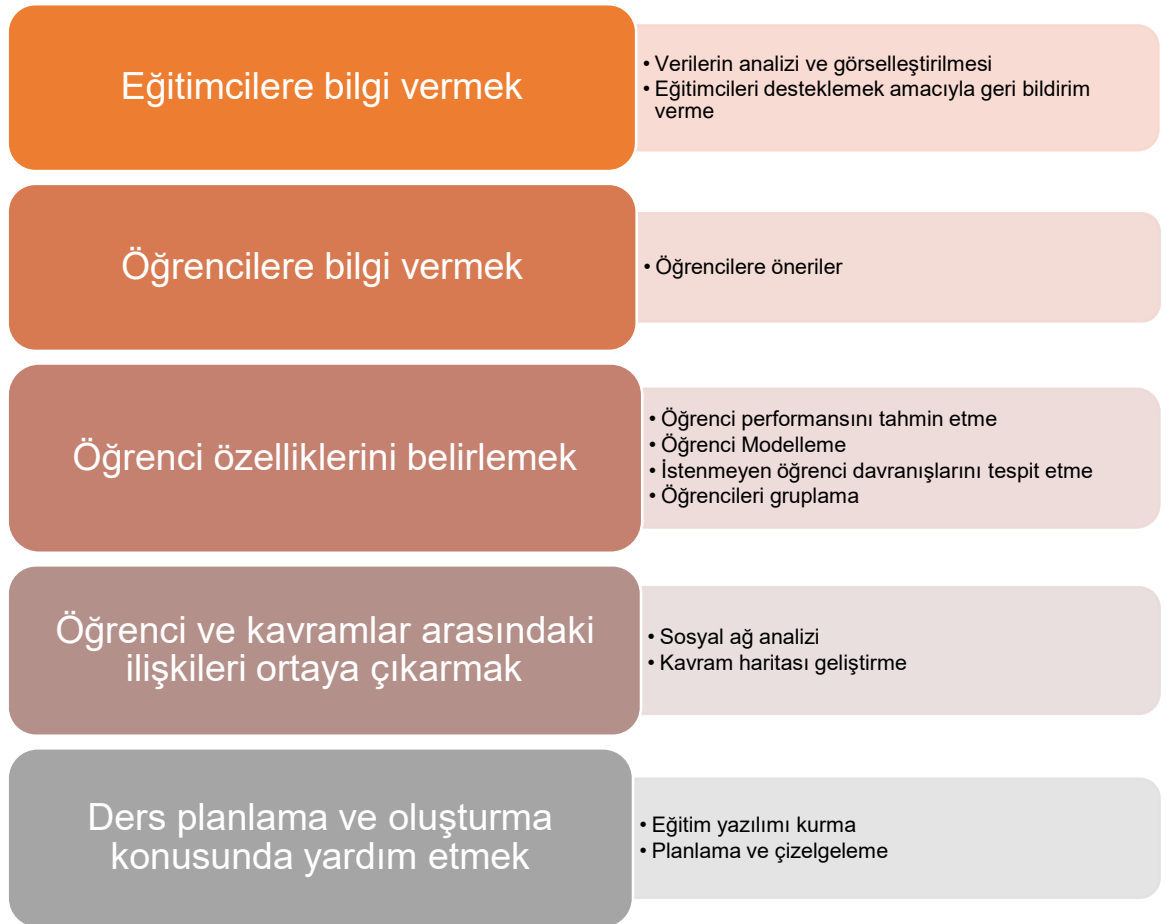 Eğitimcilere bilgi vermek
• Verilerin analizi ve görselleştirilmesi
• Eğitimcileri desteklemek amacıyla geri bildirim
verme
Öğrencilere bilgi vermek
• Öğrencilere öneriler
Öğrenci özelliklerini belirlemek
• Öğrenci performansını tahmin etme
• Öğrenci Modelleme
• İstenmeyen öğrenci davranışlarını tespit etme
• Öğrencileri gruplama
Öğrenci ve kavramlar arasındaki
ilişkileri ortaya çıkarmak
• Sosyal ağ analizi
• Kavram haritası geliştirme
Ders planlama ve oluşturma
konusunda yardım etmek
• Eğitim yazılımı kurma
• Planlama ve çizelgeleme